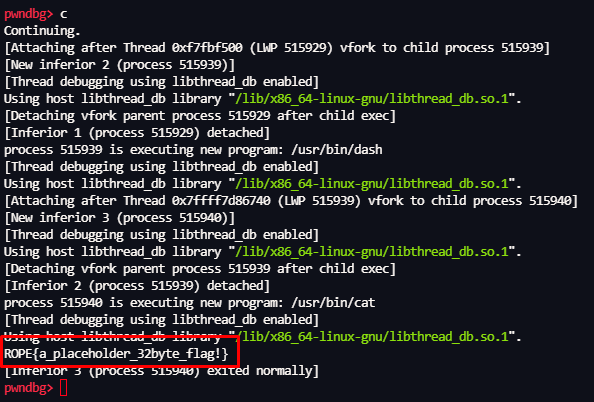 pwndbg> c
Continuing.
[Attaching after Thread 0xf7fbf500 (LWP 515929) vfork to child process 515939]
[New inferior 2 (process 515939)]
[Thread debugging using libthread_db enabled]
Using host libthread_db library "/lib/x86_64-linux-gnu/libthread_db.so.1".
[Detaching vfork parent process 515929 after child exec]
[Inferior 1 (process 515929) detached]
process 515939 is executing new program: /usr/bin/dash
[Thread debugging using libthread_db enabled]
Using host libthread_db library "/lib/x86_64-linux-gnu/libthread_db.so.1".
[Attaching after Thread 0x7ffff7d86740 (LWP 515939) vfork to child process 515940]
[New inferior 3 (process 515940)]
[Thread debugging using libthread_db enabled]
Using host libthread_db library "/lib/x86_64-linux-gnu/libthread_db.so.1".
[Detaching vfork parent process 515939 after child exec]
[Inferior 2 (process 515939) detached]
process 515940 is executing new program: /usr/bin/cat
[Thread debugging using libthread_db enabled]
Using host libthread_db library "/lib/x86_64-linux-gnu/libthread_db.so.1".
ROPE{a_placeholder_32byte_flag!}
[Inferior 3 (process 515940) exited normally]
pwndbg>